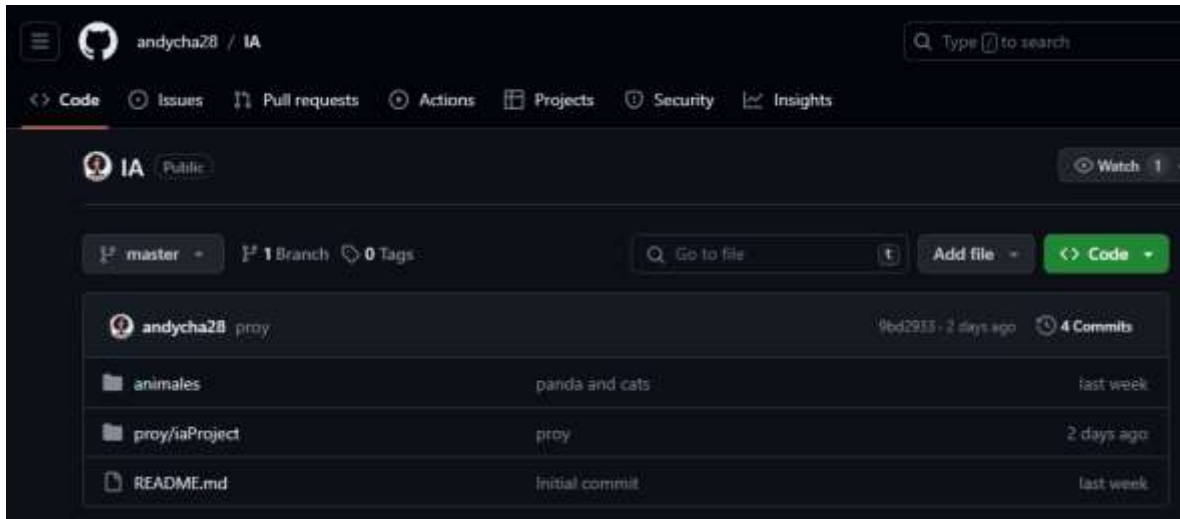 andycha28 / IA
Type / to search
<> Code Issues Pull requests Actions Projects Security Insights
IA Public
Watch 1
master 1 Branch 0 Tags Go to file t Add file <> Code
andycha28 proy 9bd2933 · 2 days ago 4 Commits
animales panda and cats last week
proy/iaProject proy 2 days ago
README.md Initial commit last week